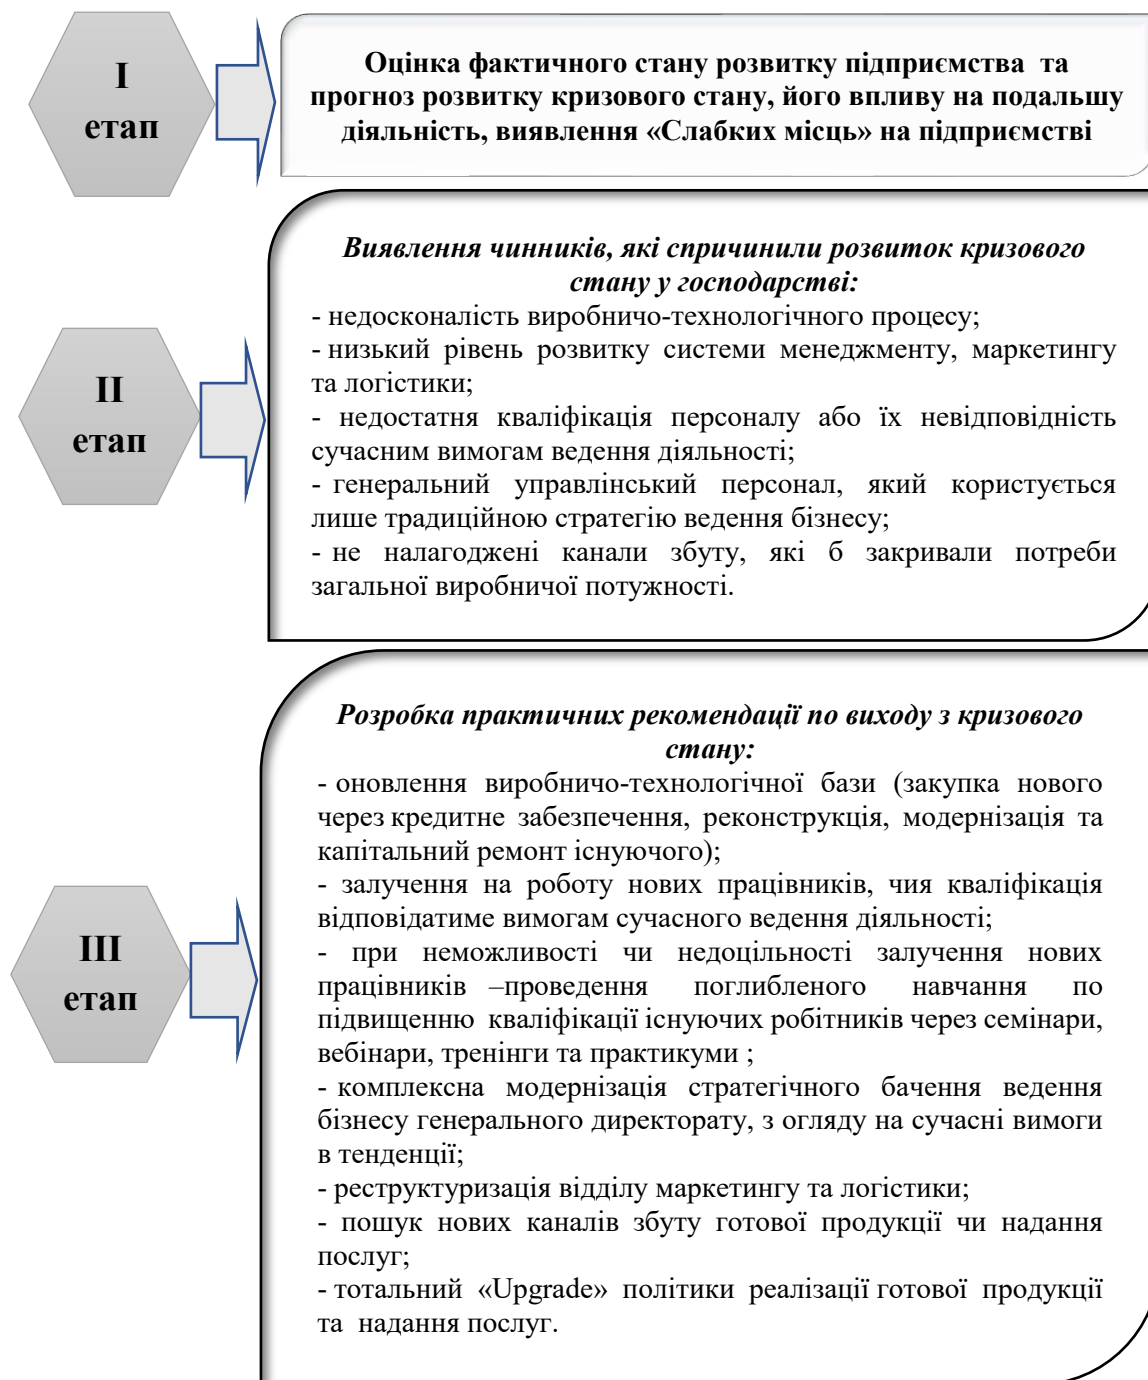 I
етап
Оцінка фактичного стану розвитку підприємства та
прогноз розвитку кризового стану, його впливу на подальшу
діяльність, виявлення «Слабких місць» на підприємстві
II
етап
Виявлення чинників, які спричинили розвиток кризового
стану у господарстві:
- недосконалість виробничо-технологічного процесу;
- низький рівень розвитку системи менеджменту, маркетингу
та логістики;
- недостатня кваліфікація персоналу або їх невідповідність
сучасним вимогам ведення діяльності;
- генеральний управлінський персонал, який користується
лише традиційною стратегію ведення бізнесу;
- не налагоджені канали збуту, які б закривали потреби
загальної виробничої потужності.
III
етап
Розробка практичних рекомендації по виходу з кризового
стану:
- оновлення виробничо-технологічної бази (закупка нового
через кредитне забезпечення, реконструкція, модернізація та
капітальний ремонт існуючого);
- залучення на роботу нових працівників, чия кваліфікація
відповідатиме вимогам сучасного ведення діяльності;
- при неможливості чи недоцільності залучення нових
працівників –проведення поглибленого навчання по
підвищенню кваліфікації існуючих робітників через семінари,
вебінари, тренінги та практикуми ;
- комплексна модернізація стратегічного бачення ведення
бізнесу генерального директорату, з огляду на сучасні вимоги
в тенденції;
- реструктуризація відділу маркетингу та логістики;
- пошук нових каналів збуту готової продукції чи надання
послуг;
- тотальний «Upgrade» політики реалізації готової продукції
та надання послуг.